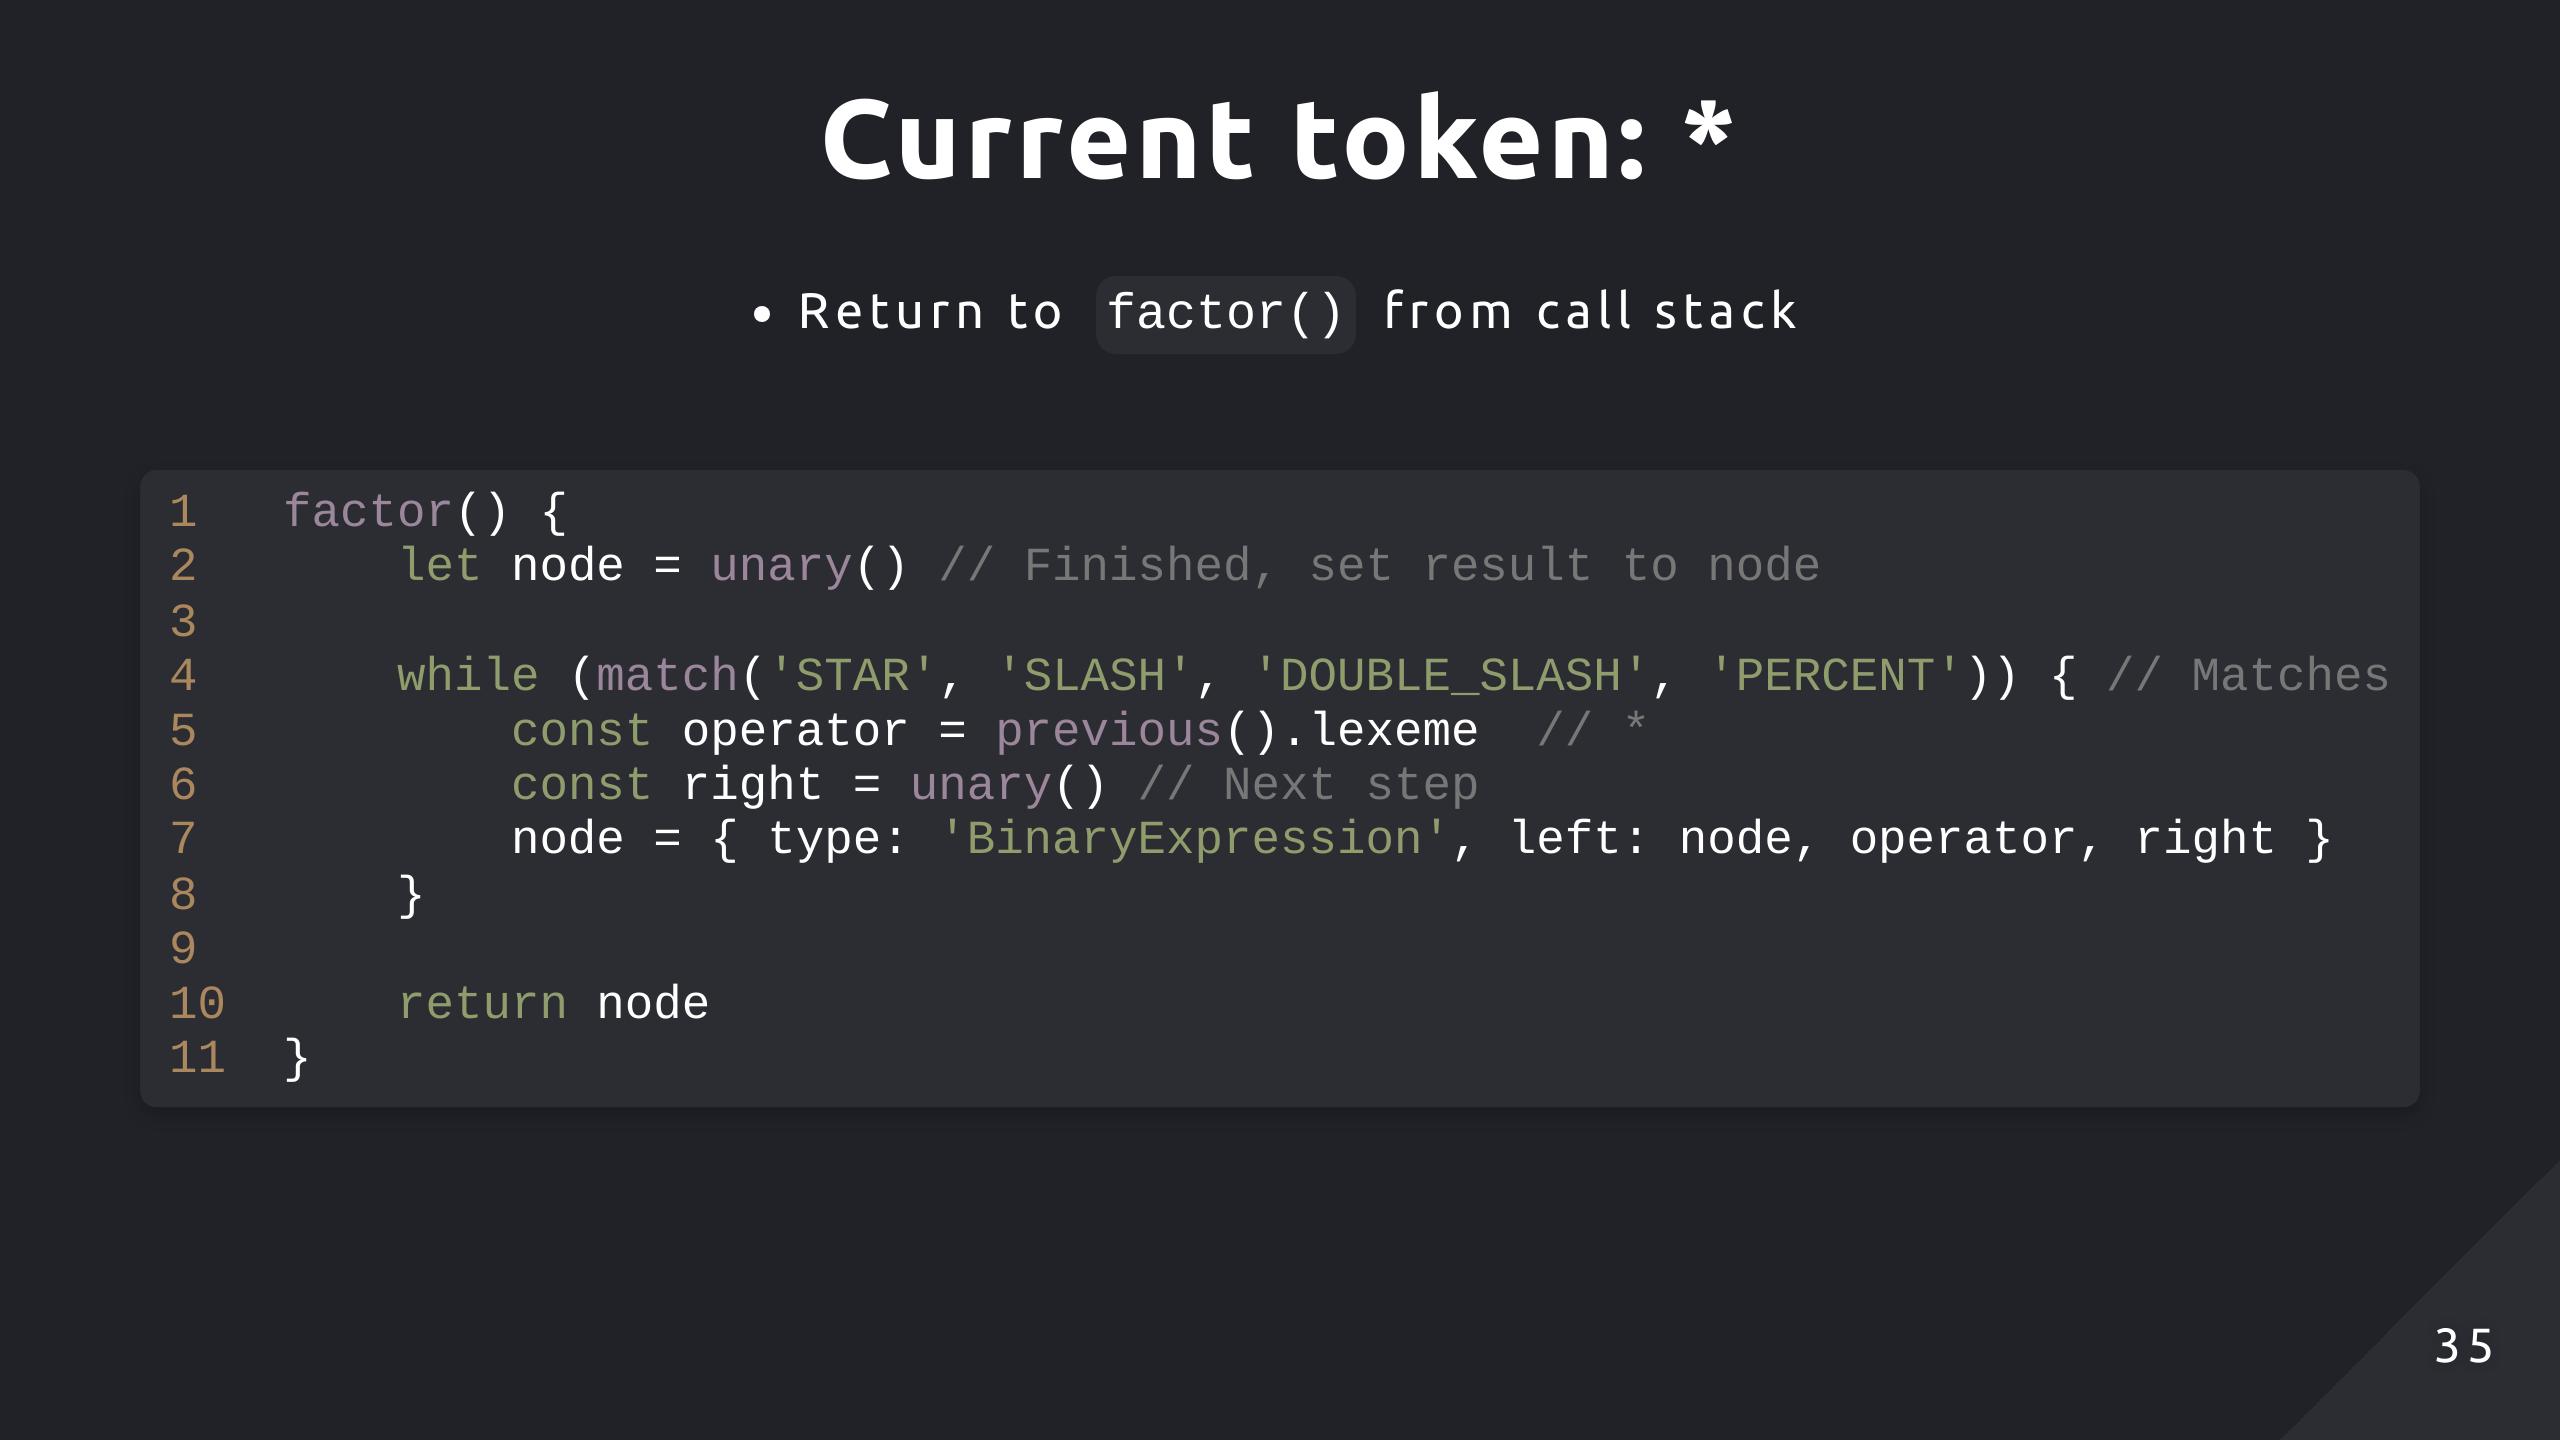 Current token: *
• Return to factor() from call stack
1 factor() {
2     let node = unary() // Finished, set result to node
3
4     while (match('STAR', 'SLASH', 'DOUBLE_SLASH', 'PERCENT')) { // Matches
5         const operator = previous().lexeme  // *
6         const right = unary() // Next step
7         node = { type: 'BinaryExpression', left: node, operator, right }
8     }
9
10     return node
11 }
35